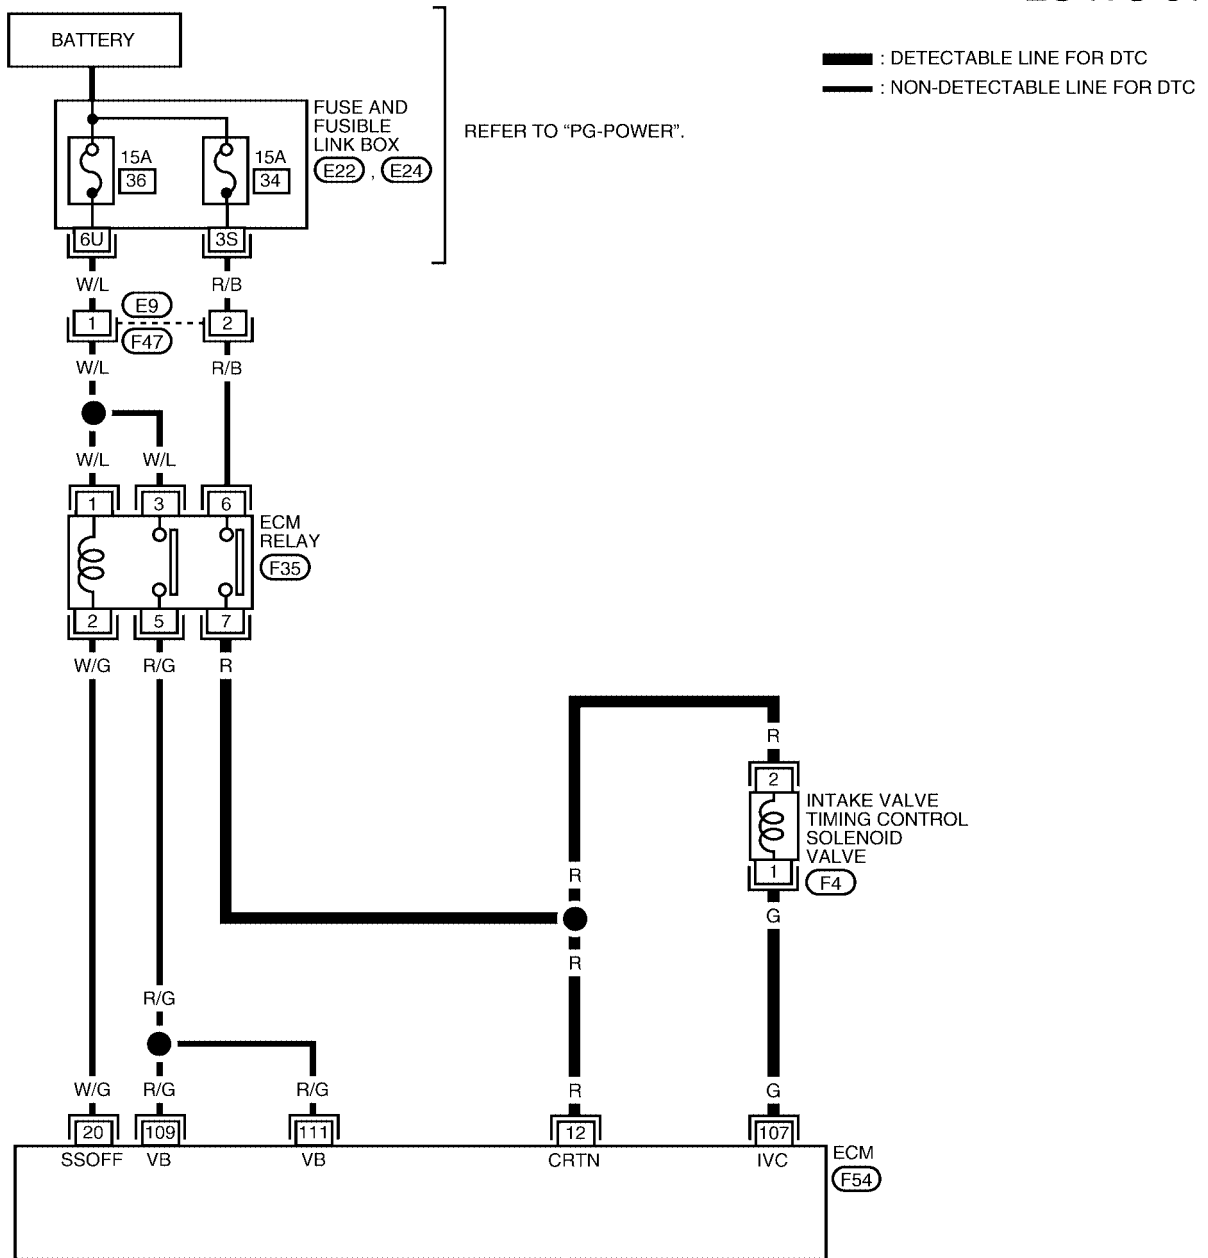 BATTERY
: DETECTABLE LINE FOR DTC
: NON-DETECTABLE LINE FOR DTC
FUSE AND
FUSIBLE
LINK BOX
E22 , E24
REFER TO “PG-POWER”.
15A
36
15A
34
6U
3S
W/L
R/B
E9
1
2
F47
W/L
R/B
W/L
W/L
1
3
6
ECM
RELAY
F35
2
5
7
W/G
R/G
R
R
2
INTAKE VALVE
TIMING CONTROL
SOLENOID
VALVE
1
F4
R
G
R
R/G
W/G
R/G
R/G
R
G
20
109
111
12
107
SSOFF
VB
VB
CRTN
IVC
ECM
F54